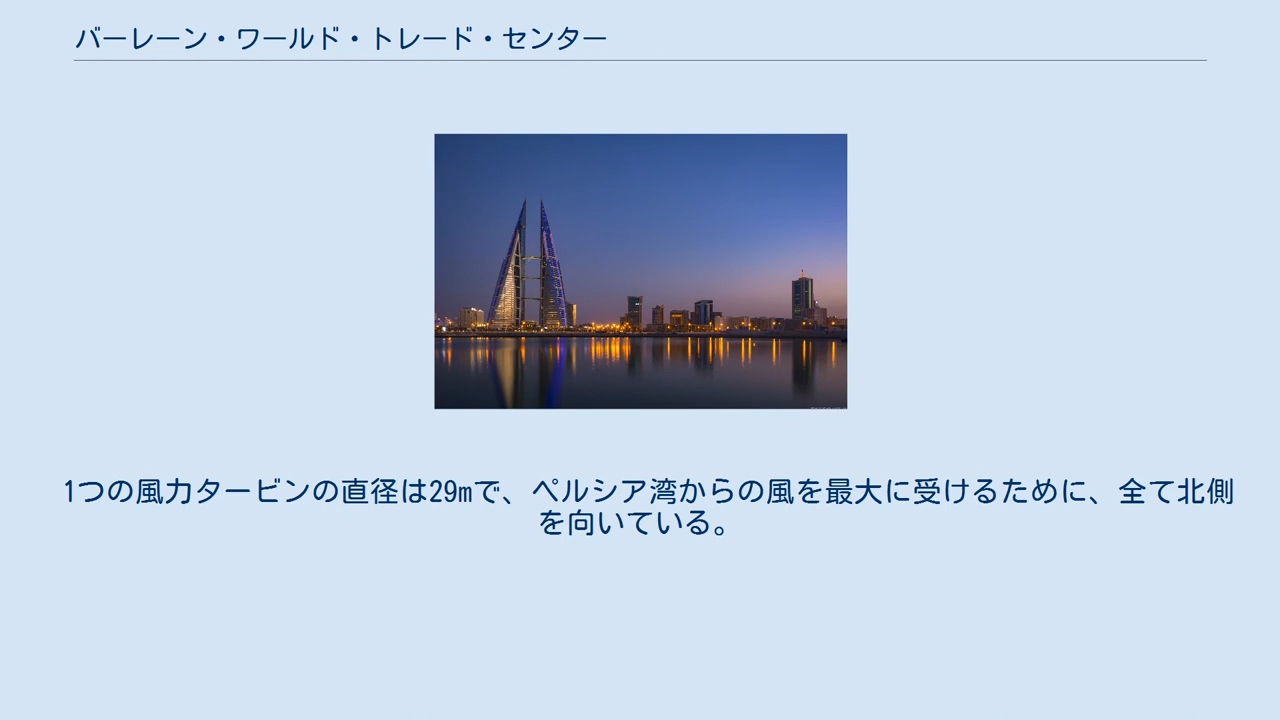 バーレーン・ワールド・トレード・センター
1つの風力タービンの直径は29mで、ペルシア湾からの風を最大に受けるために、全て北側
を向いている。